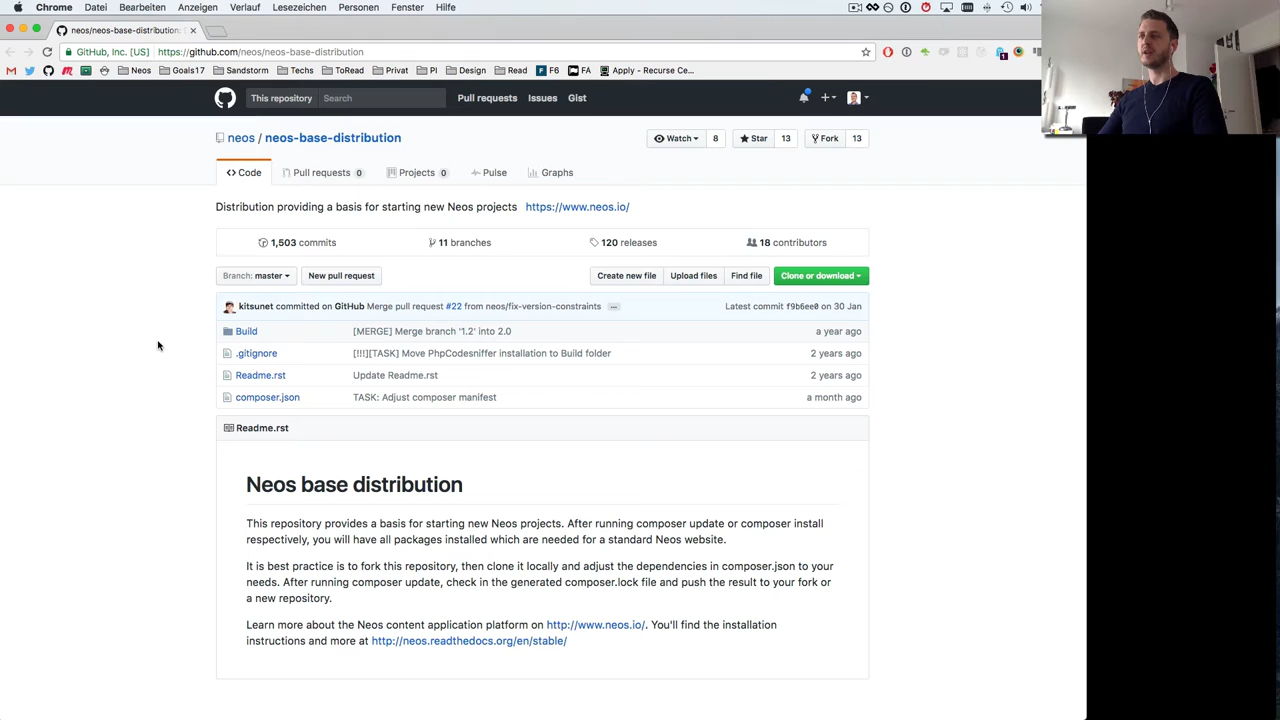 Chrome Datei Bearbeiten Anzeigen Verlauf Lesezeichen Personen Fenster Hilfe
neos/neos-base-distribution:
GitHub, Inc. [US] https://github.com/neos/neos-base-distribution
Neos Goals17 Sandstorm Techs ToRead Privat PI Design Read F6 FA Apply - Recurse Ce...
This repository Search Pull requests Issues Gist
neos / neos-base-distribution Watch 8 Star 13 Fork 13
Code Pull requests 0 Projects 0 Pulse Graphs
Distribution providing a basis for starting new Neos projects https://www.neos.io/
1,503 commits 11 branches 120 releases 18 contributors
Branch: master New pull request Create new file Upload files Find file Clone or download
kitsunet committed on GitHub Merge pull request #22 from neos/fix-version-constraints ... Latest commit f9b6ee0 on 30 Jan
Build [MERGE] Merge branch '1.2' into 2.0 a year ago
.gitignore [!!!][TASK] Move PhpCodesniffer installation to Build folder 2 years ago
Readme.rst Update Readme.rst 2 years ago
composer.json TASK: Adjust composer manifest a month ago
Readme.rst
Neos base distribution
This repository provides a basis for starting new Neos projects. After running composer update or composer install
respectively, you will have all packages installed which are needed for a standard Neos website.
It is best practice is to fork this repository, then clone it locally and adjust the dependencies in composer.json to your
needs. After running composer update, check in the generated composer.lock file and push the result to your fork or
a new repository.
Learn more about the Neos content application platform on http://www.neos.io/. You'll find the installation
instructions and more at http://neos.readthedocs.org/en/stable/